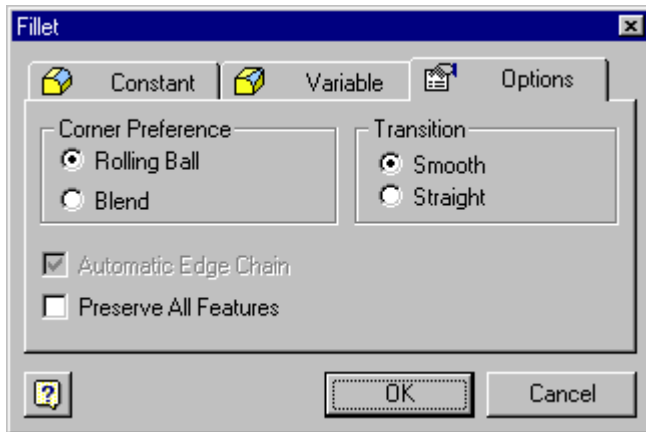 Fillet
Constant Variable Options
Corner Preference Transition
Rolling Ball Smooth
Blend Straight
Automatic Edge Chain
Preserve All Features
? OK Cancel